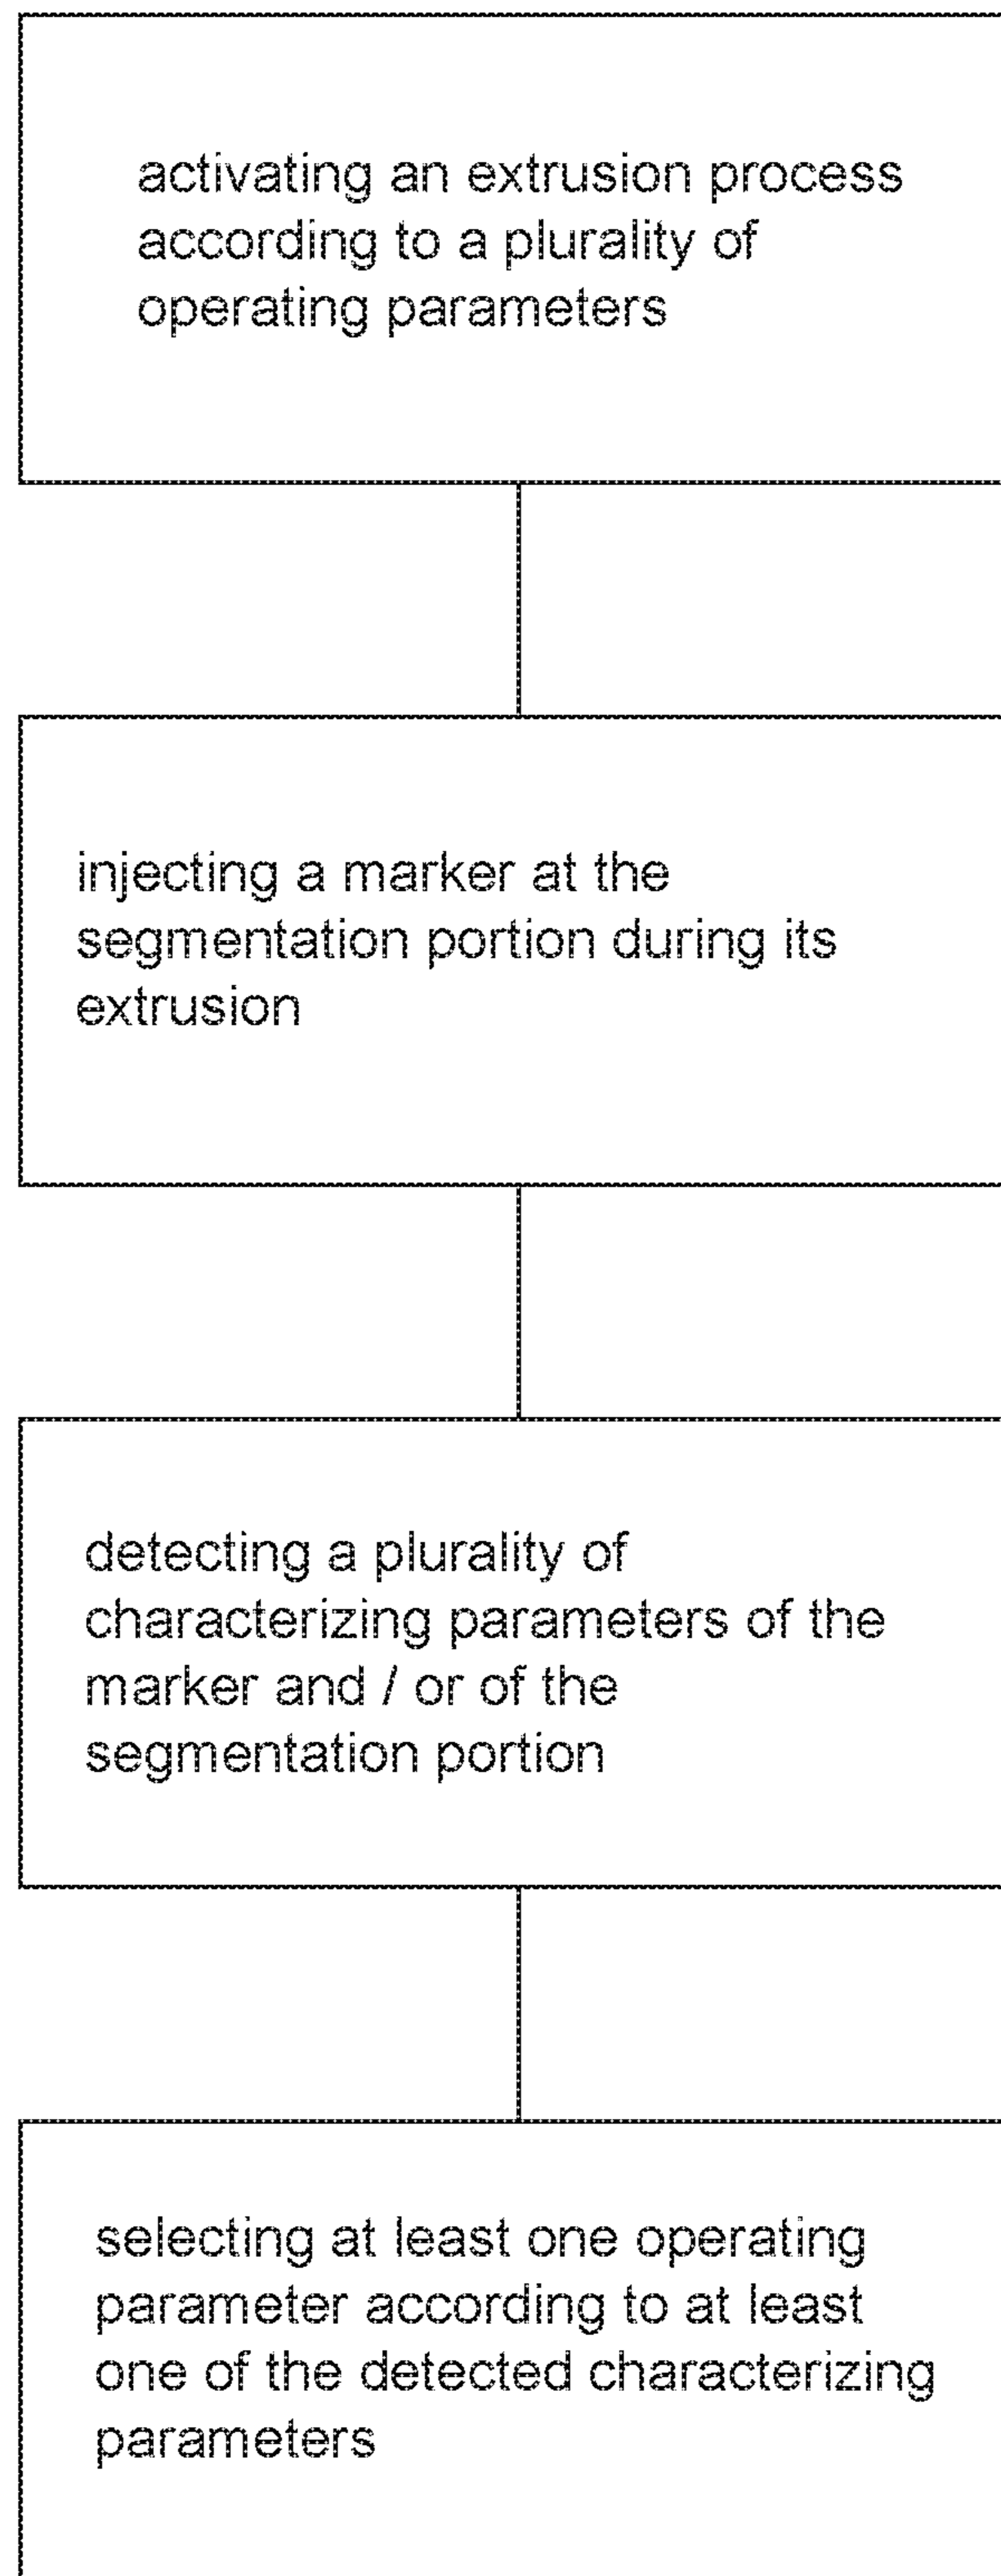 activating an extrusion process
according to a plurality of
operating parameters
injecting a marker at the
segmentation portion during its
extrusion
detecting a plurality of
characterizing parameters of the
marker and / or of the
segmentation portion
selecting at least one operating
parameter according to at least
one of the detected characterizing
parameters